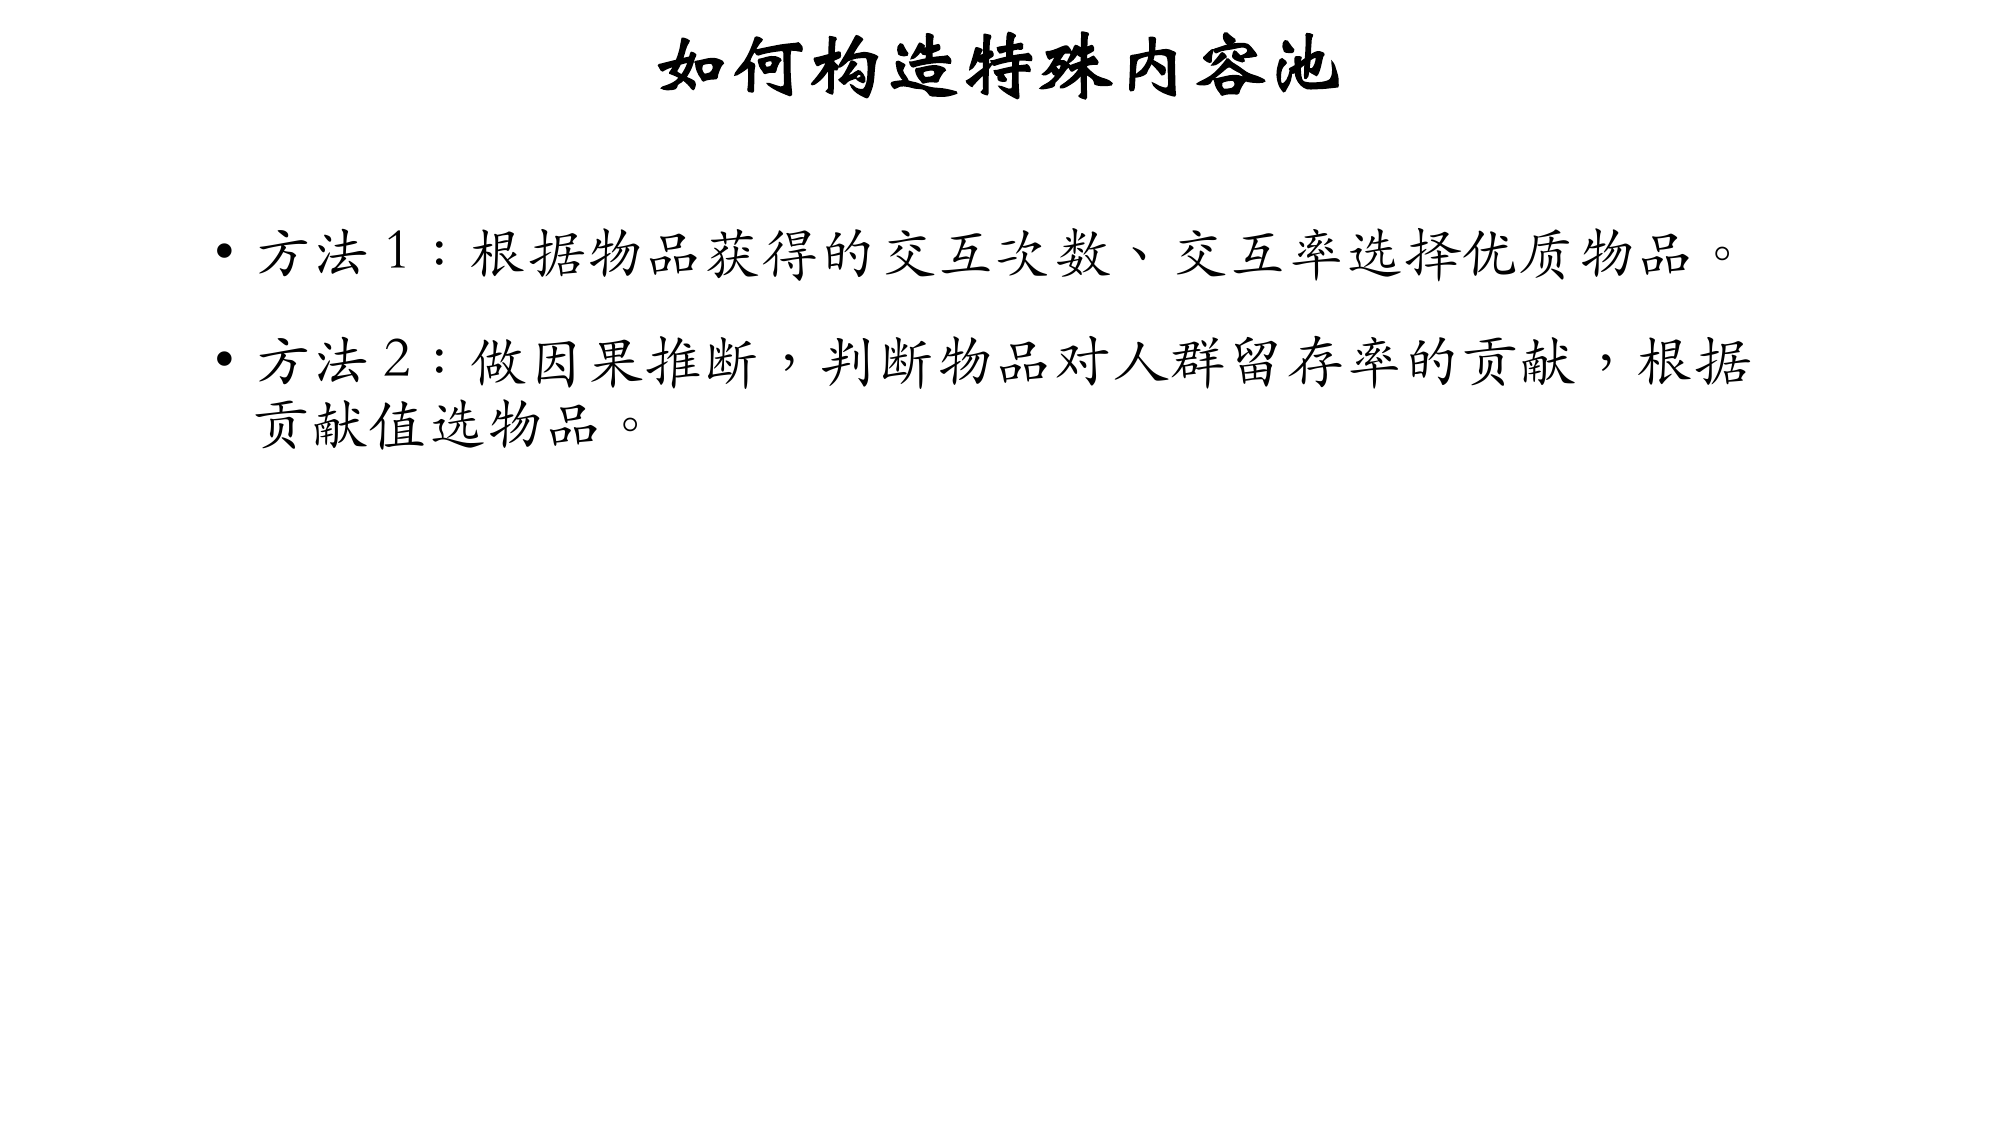 如何构造特殊内容池
• 方法1：根据物品获得的交互次数、交互率选择优质物品。
• 方法2：做因果推断，判断物品对人群留存率的贡献，根据
贡献值选物品。